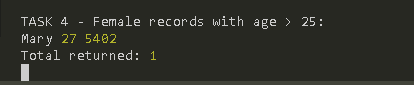 TASK 4 - Female records with age > 25:
Mary 27 5402
Total returned: 1